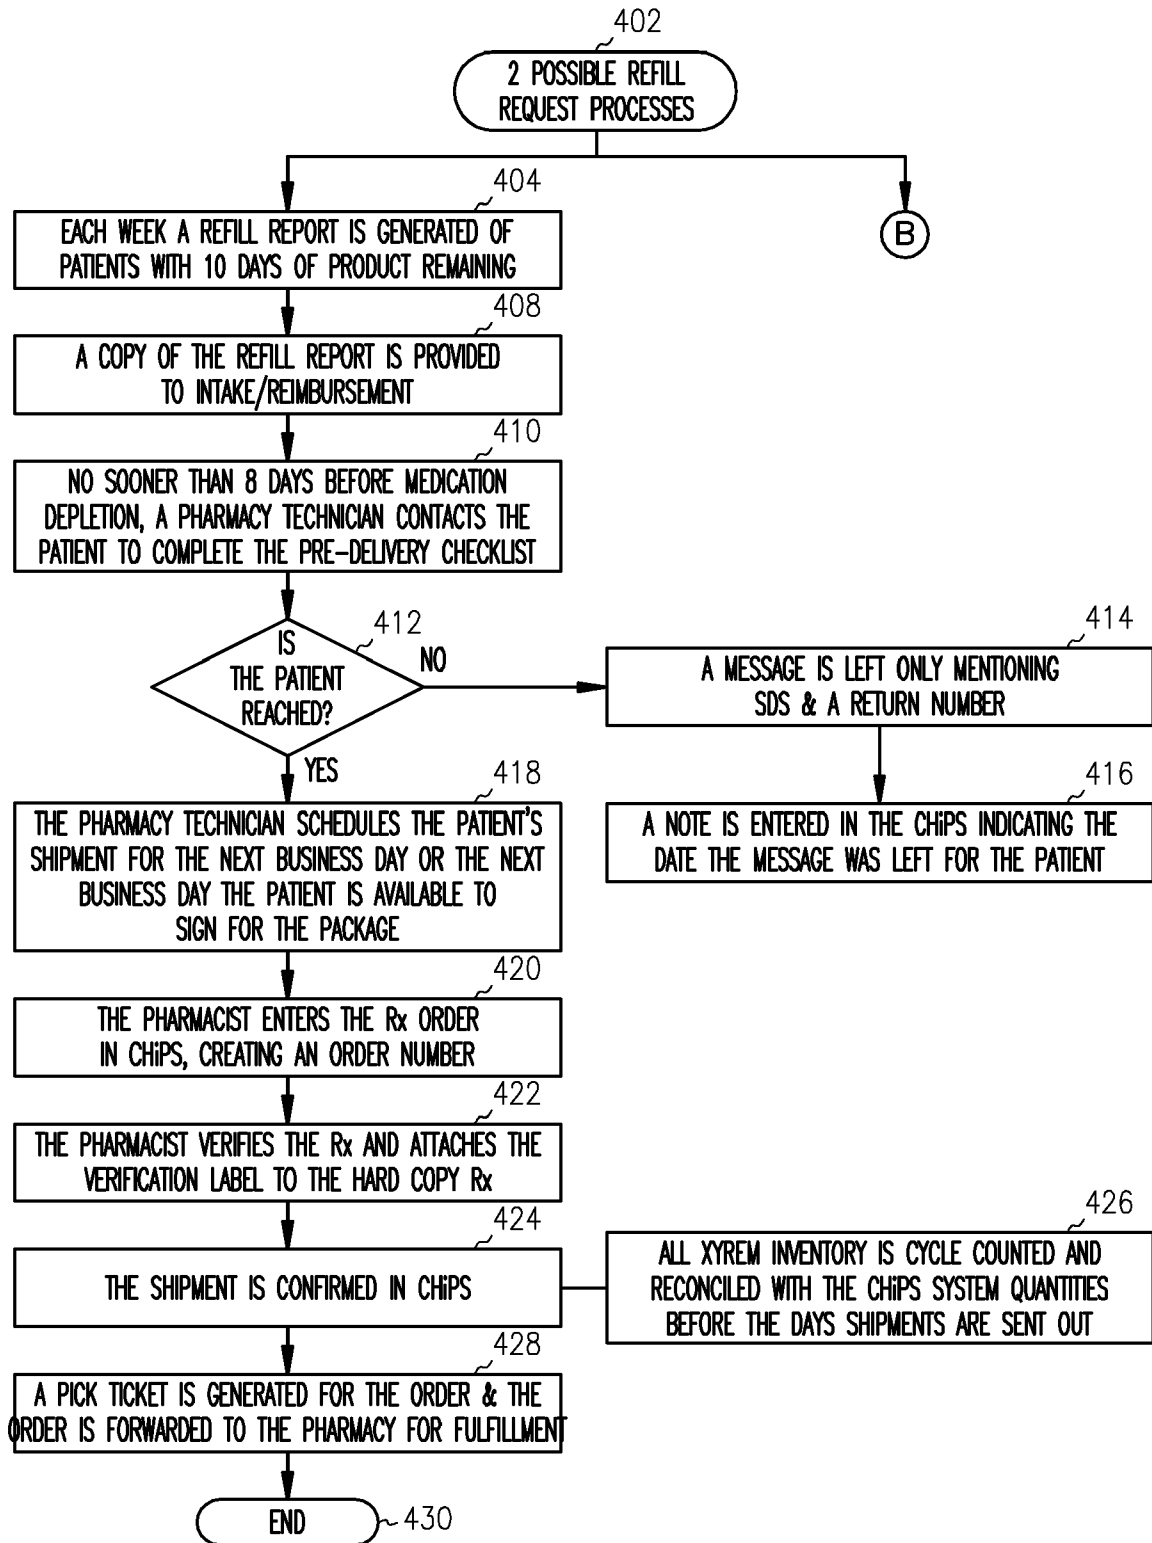 402
2 POSSIBLE REFILL
REQUEST PROCESSES
404
EACH WEEK A REFILL REPORT IS GENERATED OF
PATIENTS WITH 10 DAYS OF PRODUCT REMAINING
B
408
A COPY OF THE REFILL REPORT IS PROVIDED
TO INTAKE/REIMBURSEMENT
410
NO SOONER THAN 8 DAYS BEFORE MEDICATION
DEPLETION, A PHARMACY TECHNICIAN CONTACTS THE
PATIENT TO COMPLETE THE PRE-DELIVERY CHECKLIST
412
IS
THE PATIENT
REACHED?
NO
414
A MESSAGE IS LEFT ONLY MENTIONING
SDS & A RETURN NUMBER
416
A NOTE IS ENTERED IN THE CHiPS INDICATING THE
DATE THE MESSAGE WAS LEFT FOR THE PATIENT
YES
418
THE PHARMACY TECHNICIAN SCHEDULES THE PATIENT'S
SHIPMENT FOR THE NEXT BUSINESS DAY OR THE NEXT
BUSINESS DAY THE PATIENT IS AVAILABLE TO
SIGN FOR THE PACKAGE
420
THE PHARMACIST ENTERS THE Rx ORDER
IN CHiPS, CREATING AN ORDER NUMBER
422
THE PHARMACIST VERIFIES THE Rx AND ATTACHES THE
VERIFICATION LABEL TO THE HARD COPY Rx
424
THE SHIPMENT IS CONFIRMED IN CHiPS
426
ALL XYREM INVENTORY IS CYCLE COUNTED AND
RECONCILED WITH THE CHiPS SYSTEM QUANTITIES
BEFORE THE DAYS SHIPMENTS ARE SENT OUT
428
A PICK TICKET IS GENERATED FOR THE ORDER & THE
ORDER IS FORWARDED TO THE PHARMACY FOR FULFILLMENT
END
430